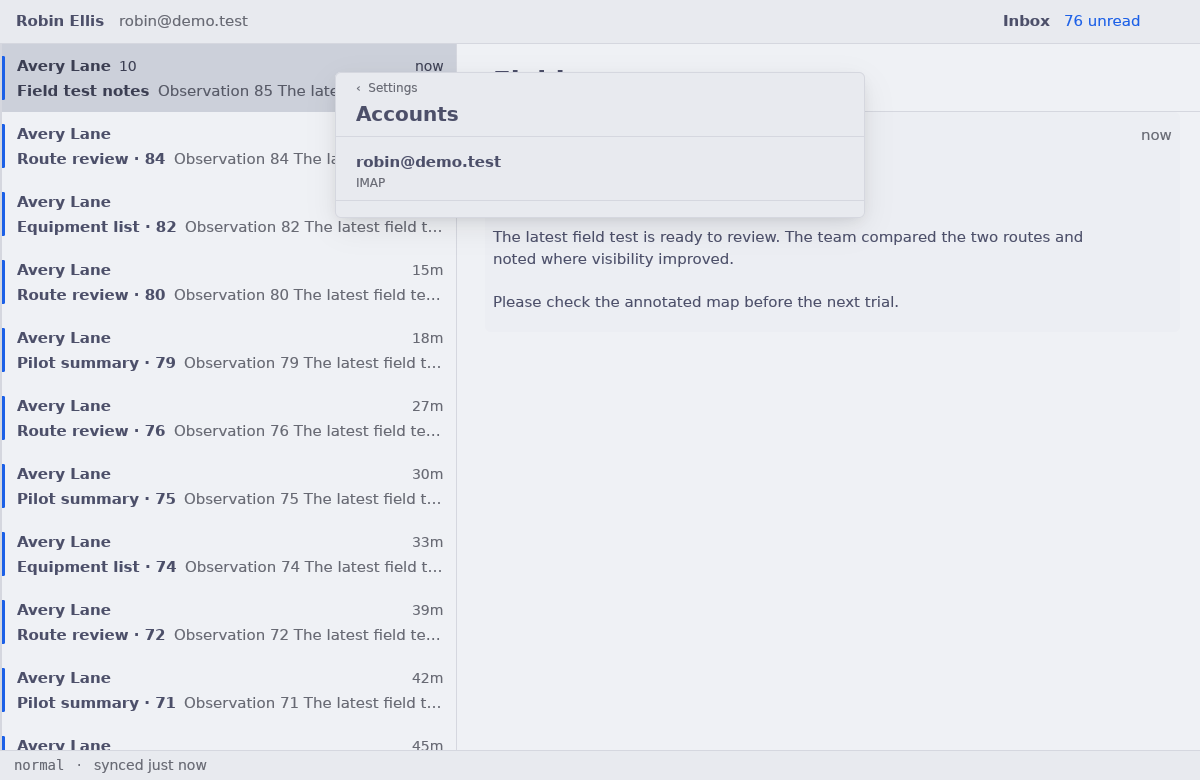 Robin Ellis robin@demo.test
Inbox 76 unread
Avery Lane 10 now
Field test notes Observation 85 The late
Avery Lane
Route review · 84 Observation 84 The la
Avery Lane
Equipment list · 82 Observation 82 The latest field t…
Avery Lane 15m
Route review · 80 Observation 80 The latest field te…
Avery Lane 18m
Pilot summary · 79 Observation 79 The latest field t…
Avery Lane 27m
Route review · 76 Observation 76 The latest field te…
Avery Lane 30m
Pilot summary · 75 Observation 75 The latest field t…
Avery Lane 33m
Equipment list · 74 Observation 74 The latest field t…
Avery Lane 39m
Route review · 72 Observation 72 The latest field te…
Avery Lane 42m
Pilot summary · 71 Observation 71 The latest field t…
Avery Lane 45m
‹ Settings
Accounts
robin@demo.test
IMAP
now
The latest field test is ready to review. The team compared the two routes and
noted where visibility improved.
Please check the annotated map before the next trial.
normal · synced just now